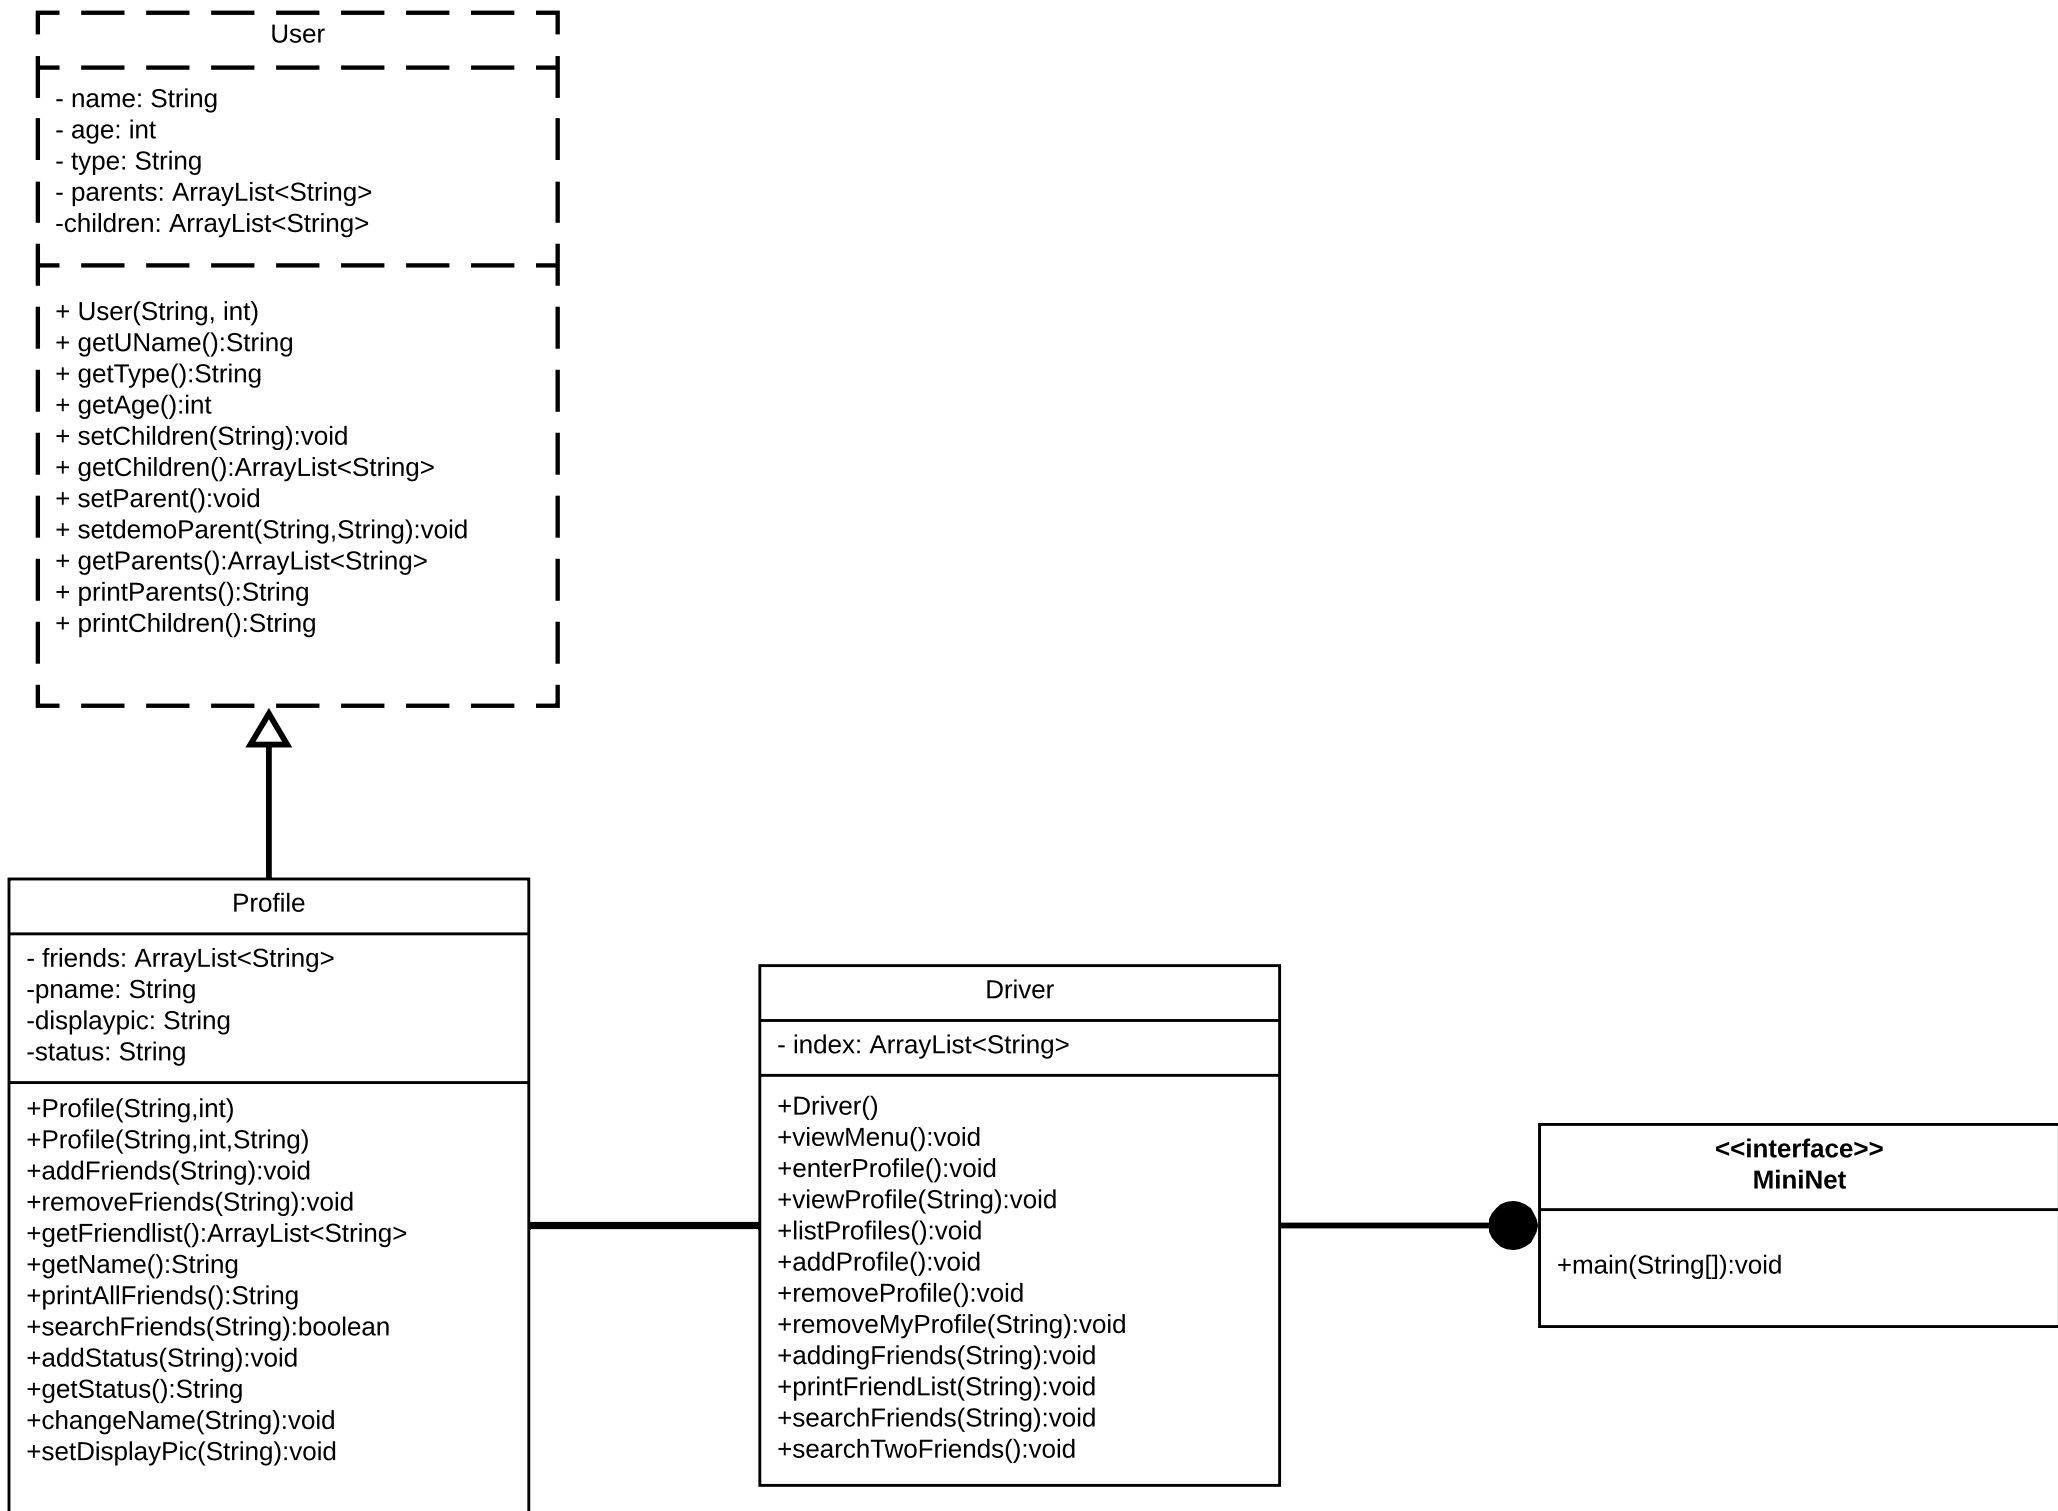 User
- name: String
- age: int
- type: String
- parents: ArrayList<String>
-children: ArrayList<String>
+ User(String, int)
+ getUName():String
+ getType():String
+ getAge():int
+ setChildren(String):void
+ getChildren():ArrayList<String>
+ setParent():void
+ setdemoParent(String,String):void
+ getParents():ArrayList<String>
+ printParents():String
+ printChildren():String
Profile
- friends: ArrayList<String>
-pname: String
-displaypic: String
-status: String
+Profile(String,int)
+Profile(String,int,String)
+addFriends(String):void
+removeFriends(String):void
+getFriendlist():ArrayList<String>
+getName():String
+printAllFriends():String
+searchFriends(String):boolean
+addStatus(String):void
+getStatus():String
+changeName(String):void
+setDisplayPic(String):void
Driver
- index: ArrayList<String>
+Driver()
+viewMenu():void
+enterProfile():void
+viewProfile(String):void
+listProfiles():void
+addProfile():void
+removeProfile():void
+removeMyProfile(String):void
+addingFriends(String):void
+printFriendList(String):void
+searchFriends(String):void
+searchTwoFriends():void
<<interface>>
MiniNet
+main(String[]):void